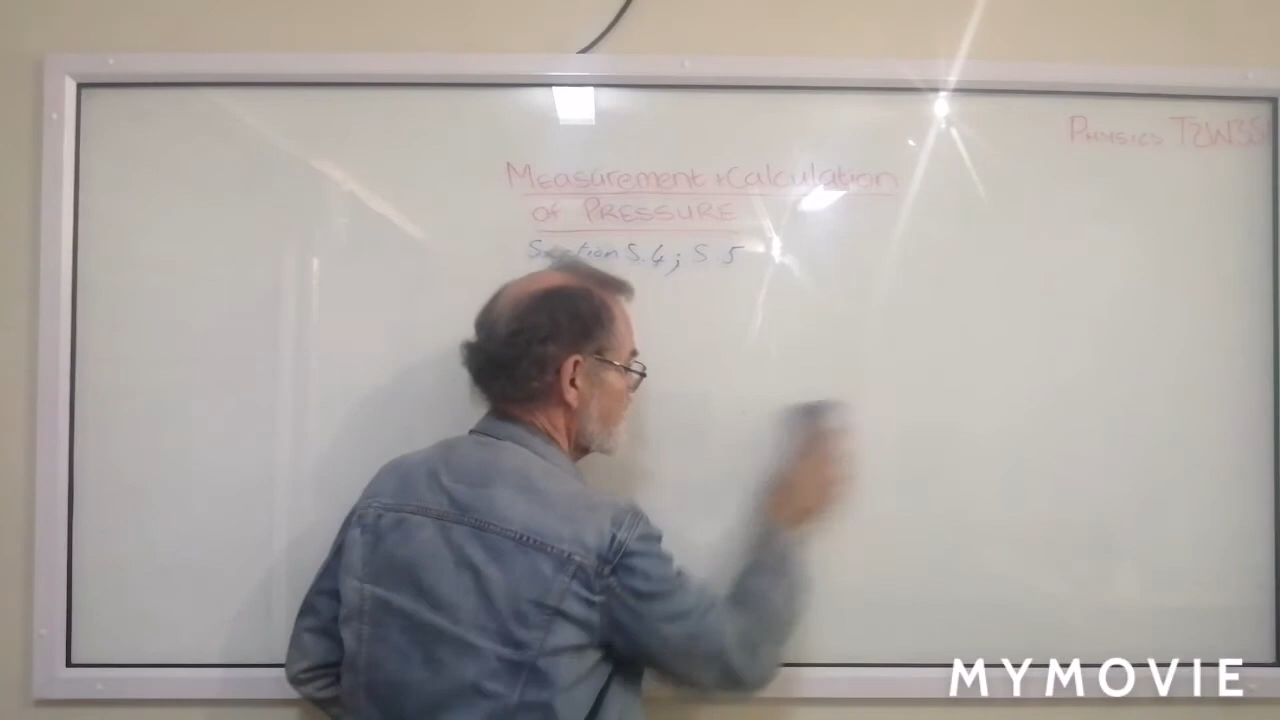 PHYSICS T2W3S
MEasurement + Calculation
of PRESSURE
Section 5.4; 5.5
MYMOVIE